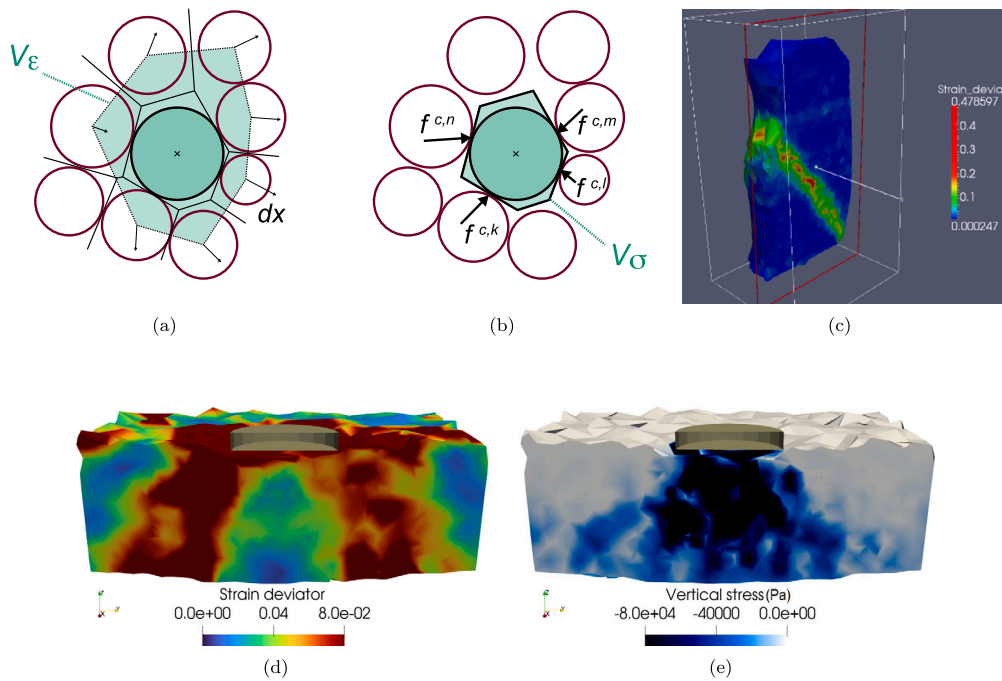 Vε
dx
(a)
f c,n
f c,m
f c,l
f c,k
Vσ
(b)
Strain_devia
0.478597
0.4
0.3
0.2
0.1
0.000247
(c)
z
y
x
Strain deviator
0.0e+00 0.04 8.0e-02
(d)
z
y
x
Vertical stress(Pa)
-8.0e+04 -40000 0.0e+00
(e)